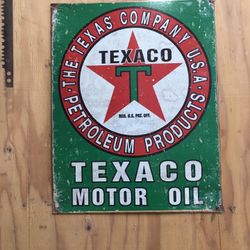 THE TEXAS COMPANY U.S.A.
TEXACO
T
REG. U.S. PAT. OFF.
PETROLEUM PRODUCTS
TEXACO
MOTOR OIL